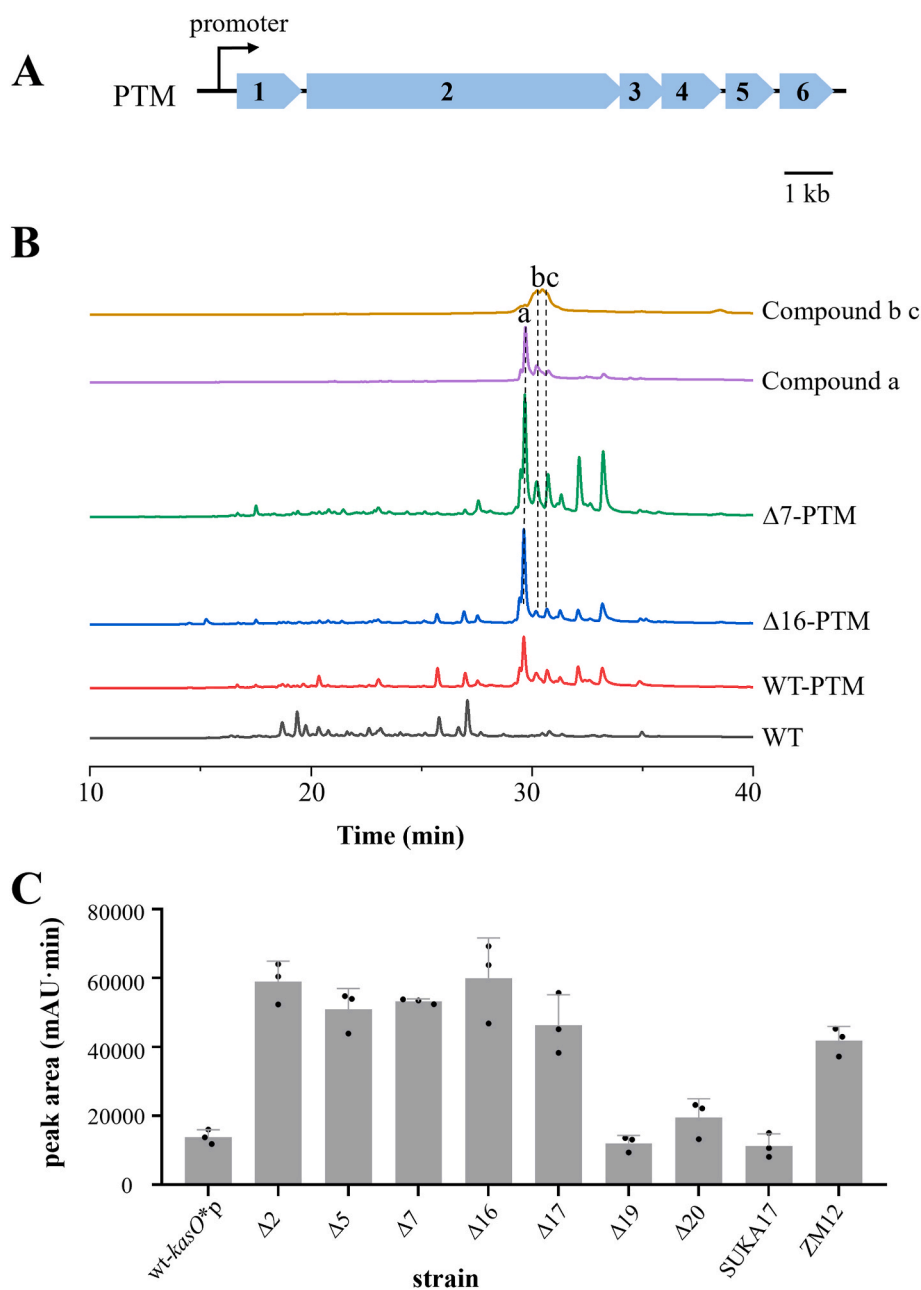 A
promoter
PTM 1 2 3 4 5 6
1 kb
B
bc
a
Compound b c
Compound a
Δ7-PTM
Δ16-PTM
WT-PTM
WT
10 20 30 40
Time (min)
C
peak area (mAU·min)
80000
60000
40000
20000
0
wt-kasO*p Δ2 Δ5 Δ7 Δ16 Δ17 Δ19 Δ20 SUKA17 ZM12
strain